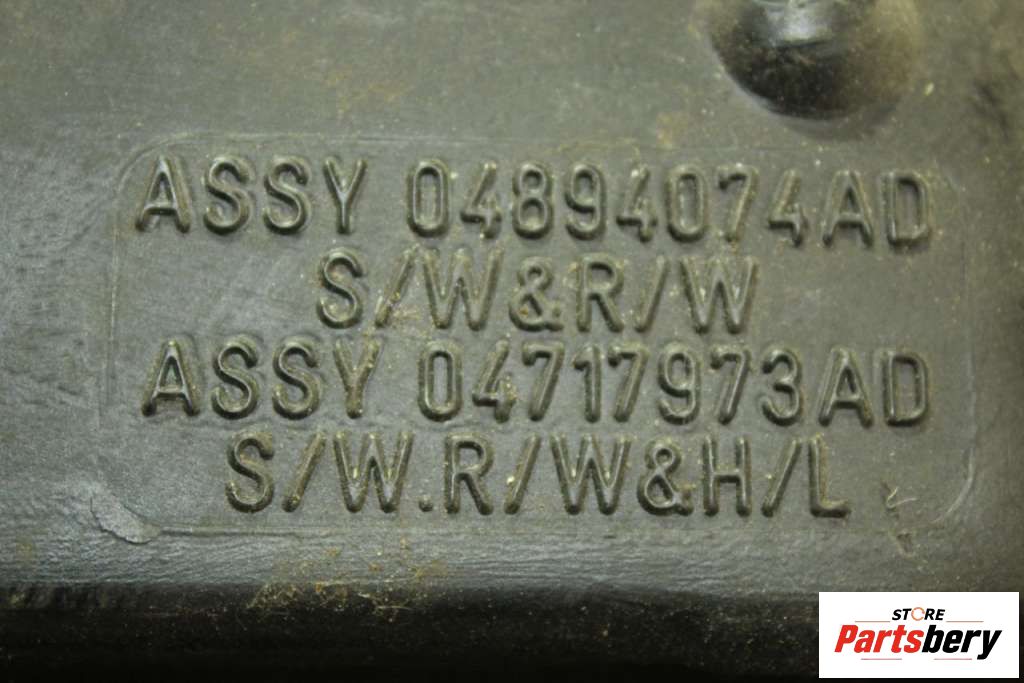 ASSY 04894074AD
S/W&R/W
ASSY 04717973AD
S/W.R/W&H/L
STORE
Partsbery